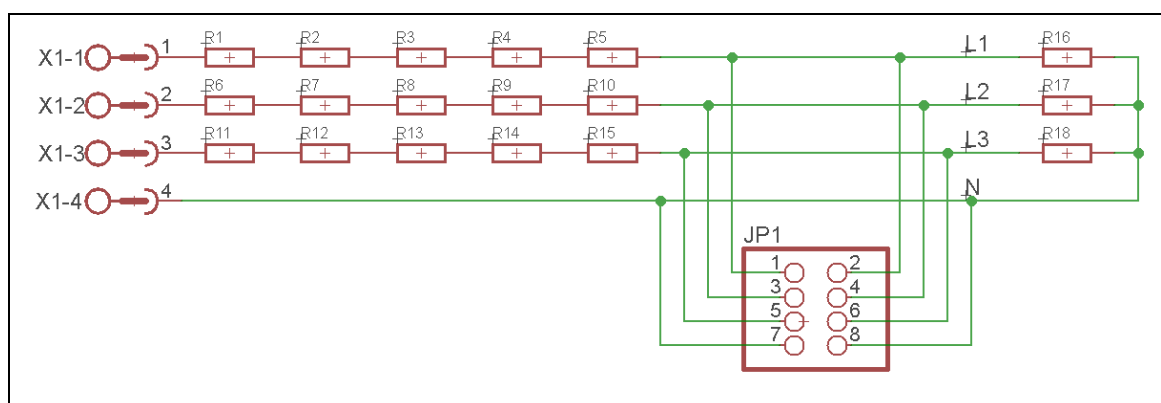 R1 R2 R3 R4 R5 L1 R16
X1-1 1
R6 R7 R8 R9 R10 L2 R17
X1-2 2
R11 R12 R13 R14 R15 L3 R18
X1-3 3
X1-4 4 N
JP1
1 2
3 4
5 6
7 8